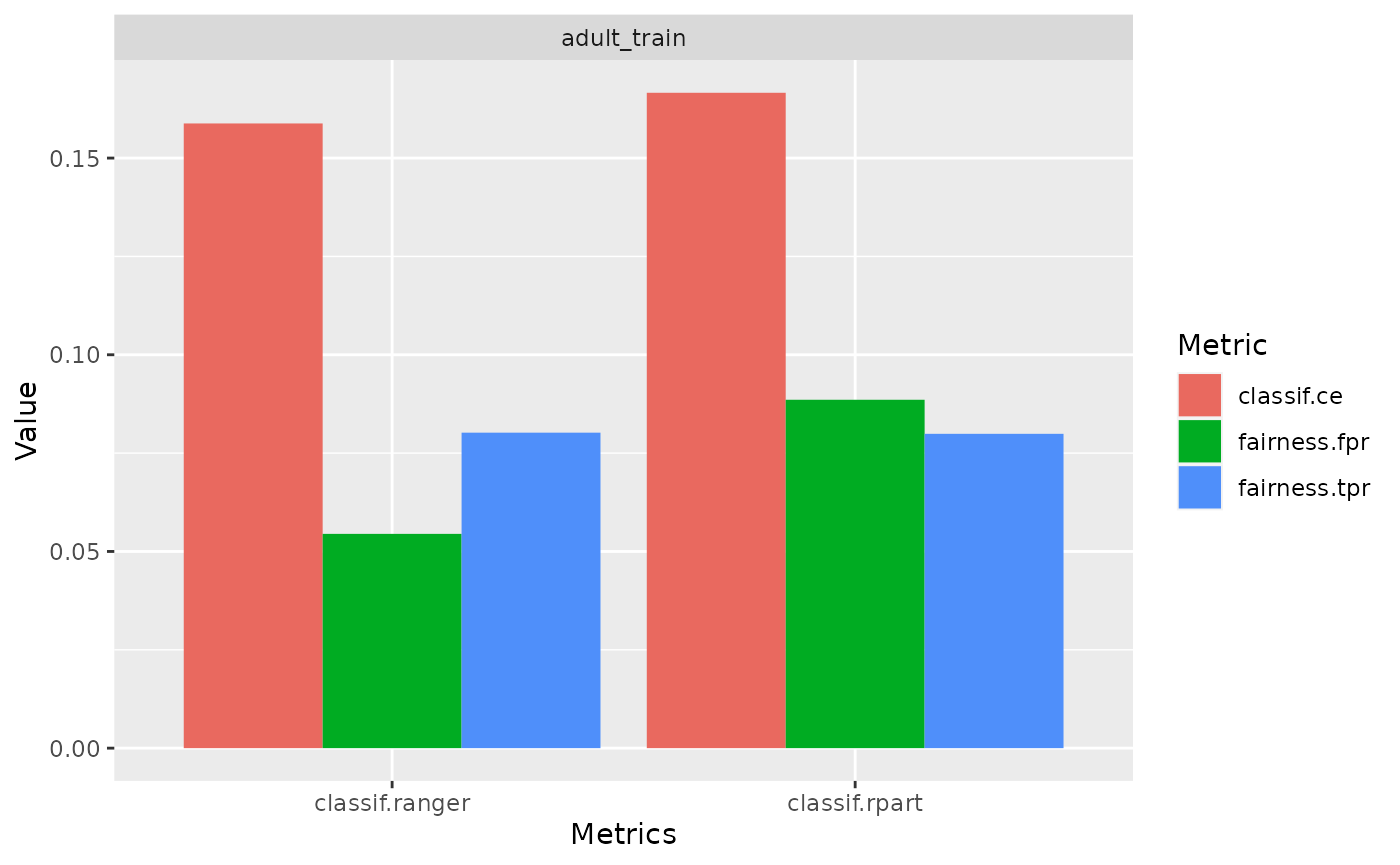 adult_train
Value
0.15
0.10
0.05
0.00
classif.ranger
classif.rpart
Metrics
Metric
classif.ce
fairness.fpr
fairness.tpr